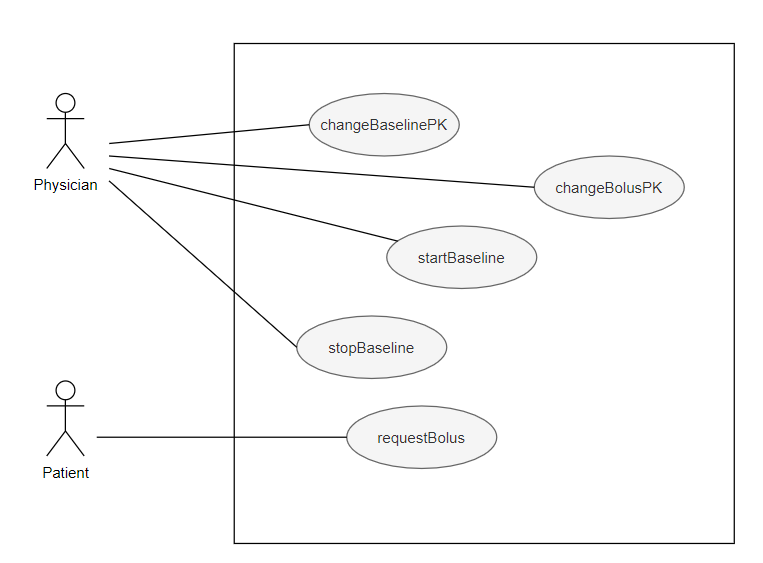 changeBaselinePK
Physician
changeBolusPK
startBaseline
stopBaseline
requestBolus
Patient